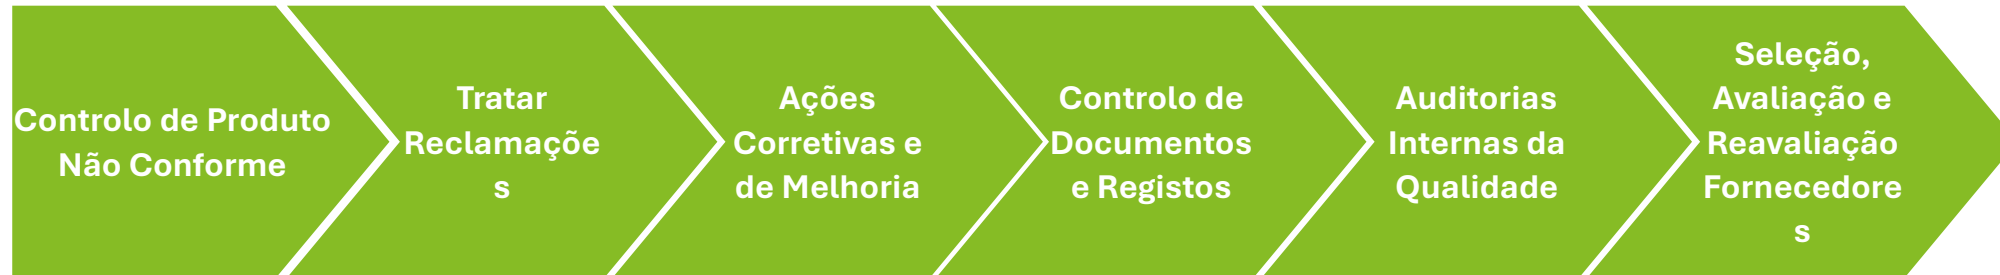 Controlo de Produto
Não Conforme
Tratar
Reclamaçõe
s
Ações
Corretivas e
de Melhoria
Controlo de
Documentos
e Registos
Auditorias
Internas da
Qualidade
Seleção,
Avaliação e
Reavaliação
Fornecedore
s